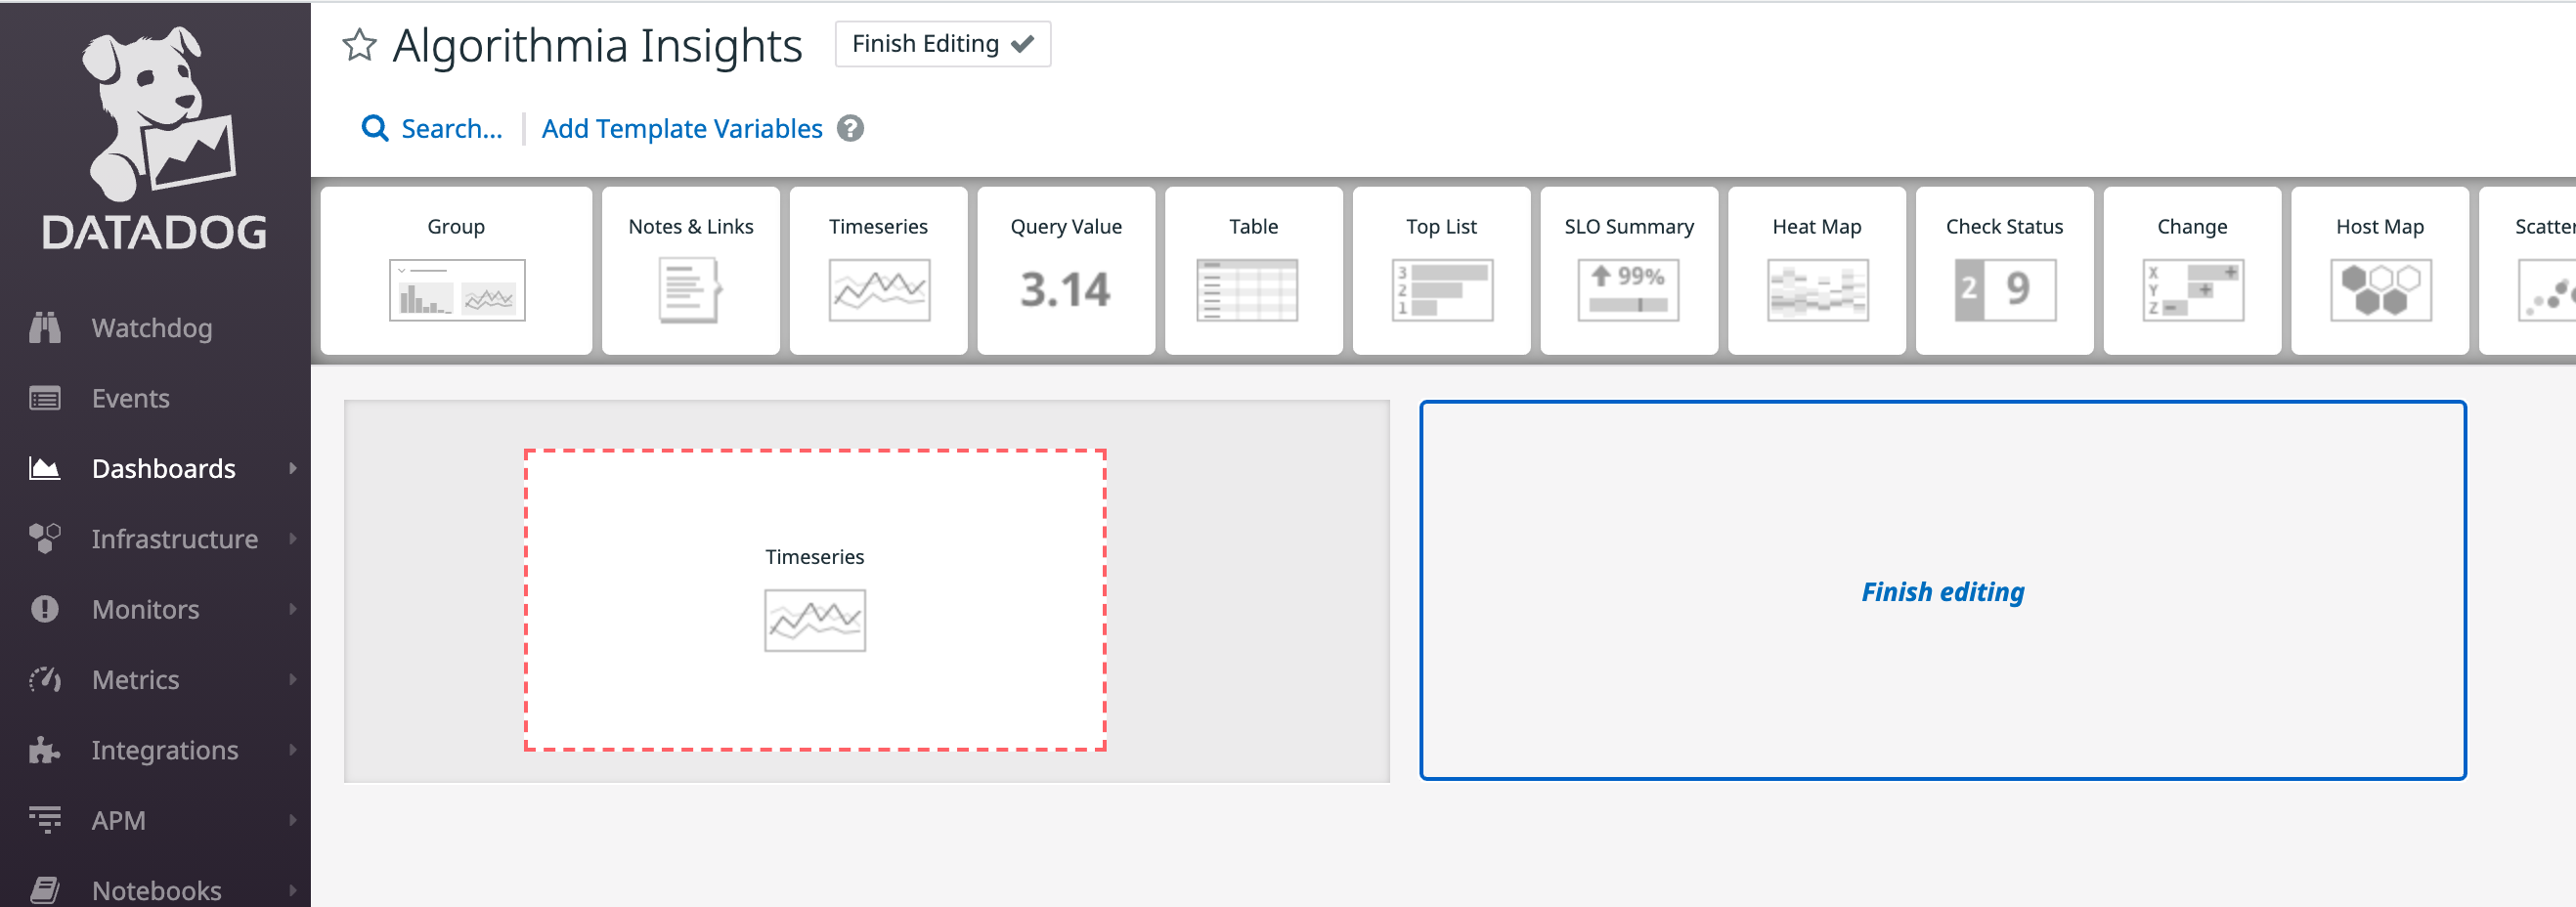 DATADOG
Watchdog
Events
Dashboards
Infrastructure
Monitors
Metrics
Integrations
APM
Notebooks
Algorithmia Insights
Finish Editing
Search...
Add Template Variables ?
Group
Notes & Links
Timeseries
Query Value
3.14
Table
Top List
3
2
1
SLO Summary
99%
Heat Map
Check Status
2 9
Change
X
Y
Z
Host Map
Scatter
Timeseries
Finish editing